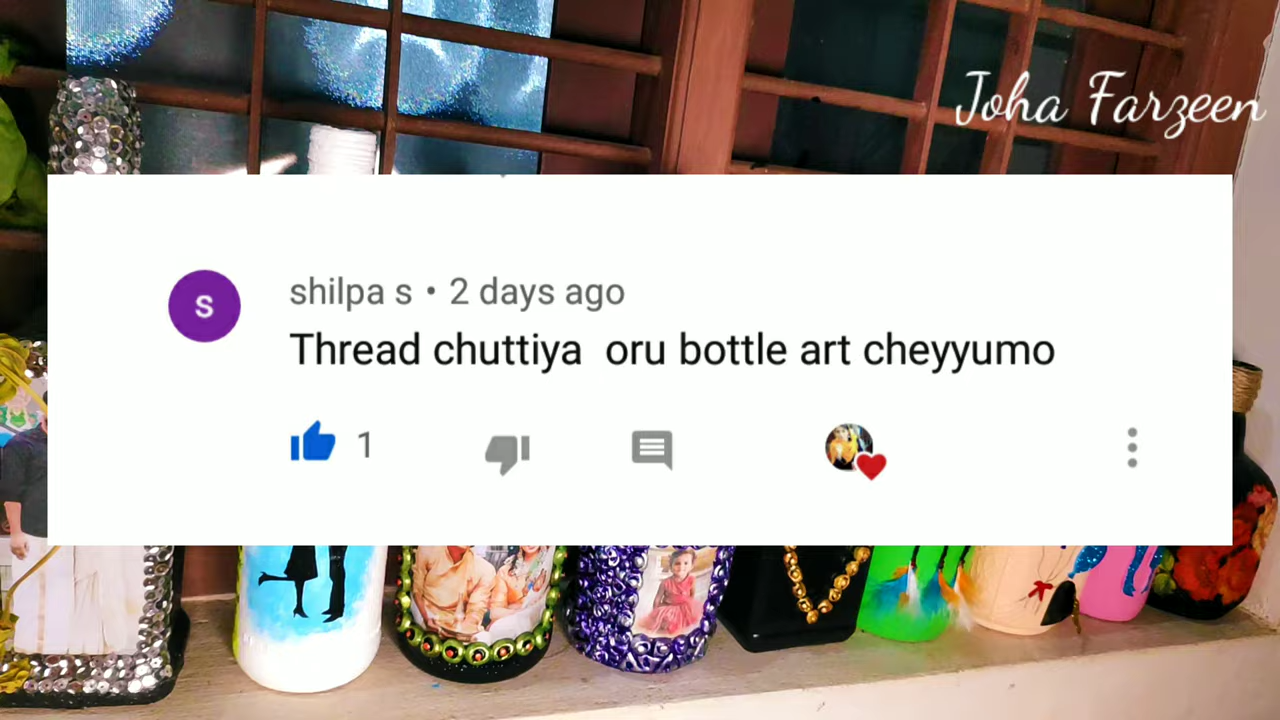 Joha Farzeen
S
shilpa s • 2 days ago
Thread chuttiya  oru bottle art cheyyumo
1